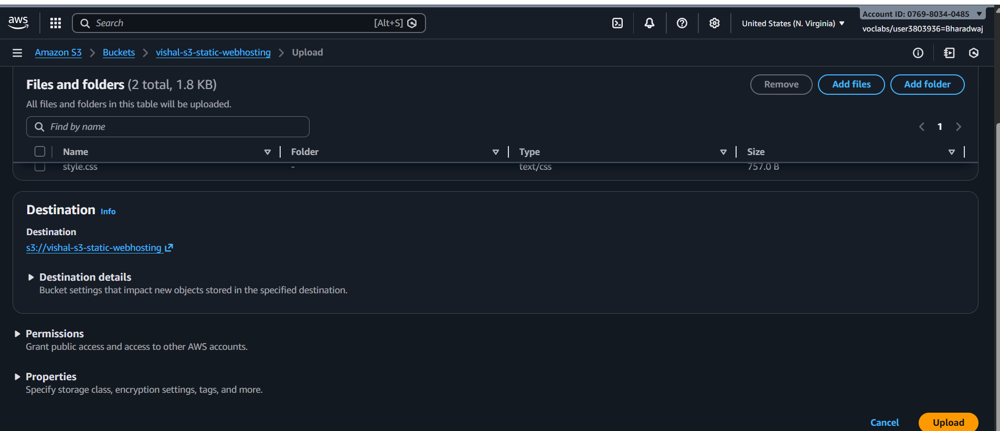 aws
Search [Alt+S]
United States (N. Virginia)
Account ID: 0769-8034-0485
voclabs/user3803936=Bharadwaj
Amazon S3 Buckets vishal-s3-static-webhosting Upload
Files and folders (2 total, 1.8 KB)
Remove Add files Add folder
All files and folders in this table will be uploaded.
Find by name
1
Name Folder Type Size
style.css - text/css 757.0 B
Destination Info
Destination
s3://vishal-s3-static-webhosting
Destination details
Bucket settings that impact new objects stored in the specified destination.
Permissions
Grant public access and access to other AWS accounts.
Properties
Specify storage class, encryption settings, tags, and more.
Cancel Upload